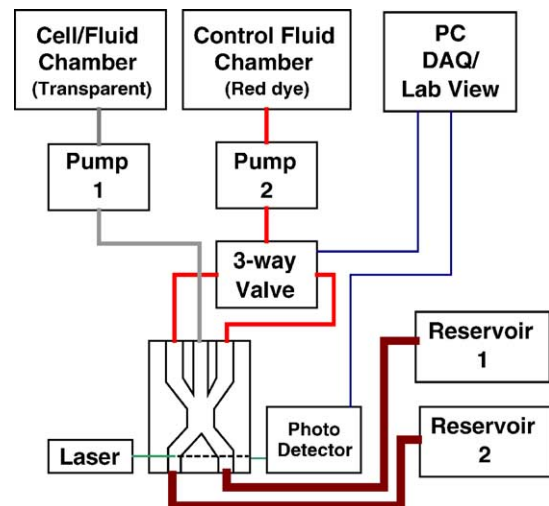 Cell/Fluid
Chamber
(Transparent)
Control Fluid
Chamber
(Red dye)
PC
DAQ/
Lab View
Pump
1
Pump
2
3-way
Valve
Reservoir
1
Photo
Detector
Reservoir
2
Laser